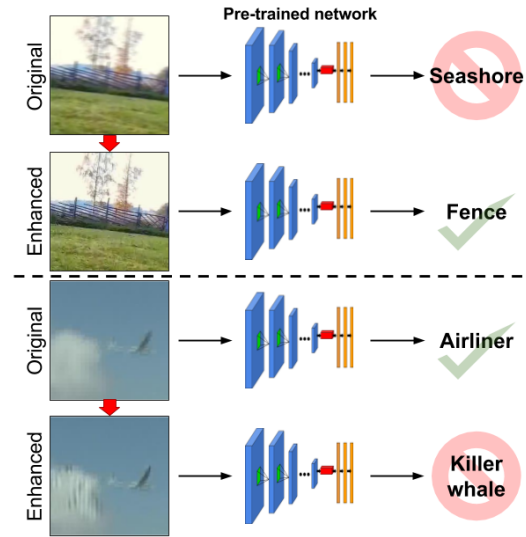 Pre-trained network
Original
Seashore
Enhanced
Fence
Original
Airliner
Enhanced
Killer
whale